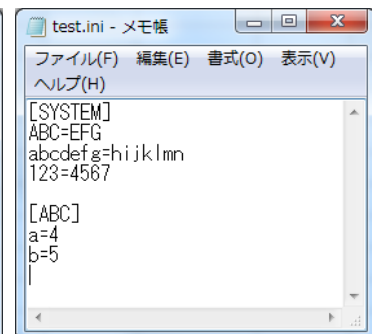 test.ini - メモ帳
ファイル(F) 編集(E) 書式(O) 表示(V)
ヘルプ(H)
[SYSTEM]
ABC=EFG
abcdefg=hijklmn
123=4567
[ABC]
a=4
b=5